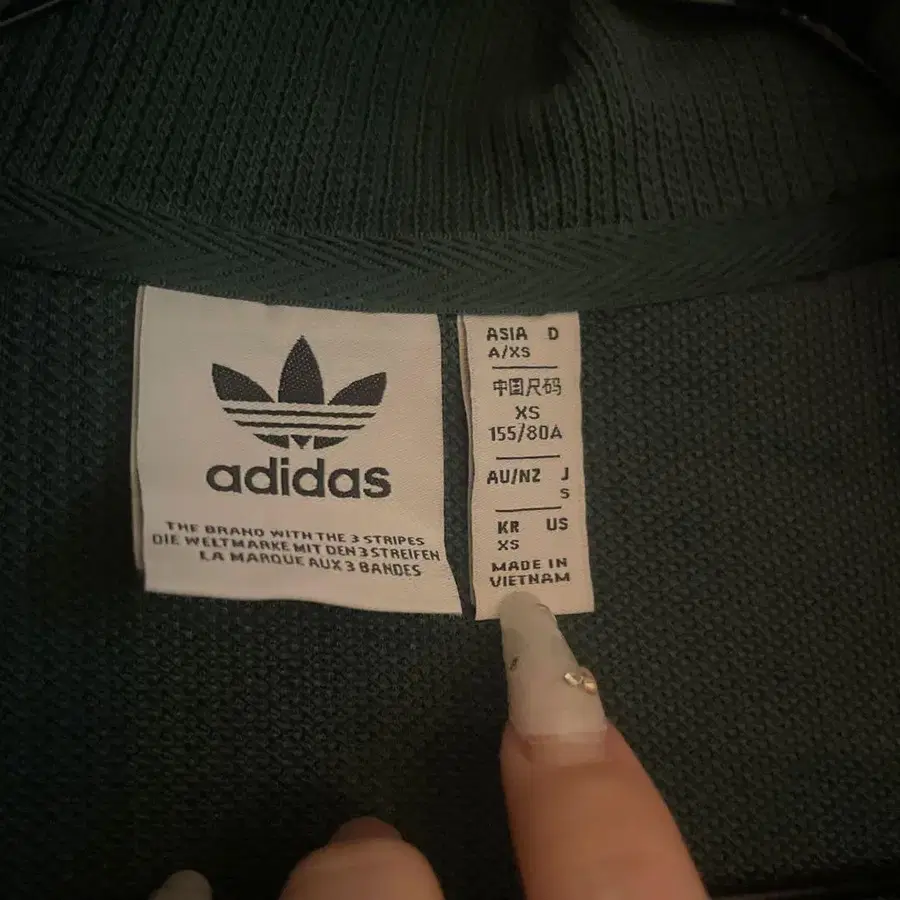 adidas
THE BRAND WITH THE 3 STRIPES
DIE WELTMARKE MIT DEN 3 STREIFEN
LA MARQUE AUX 3 BANDES
ASIA D
A/XS
中国尺码
XS
155/80A
AU/NZ J
S
KR US
XS
MADE IN
VIETNAM